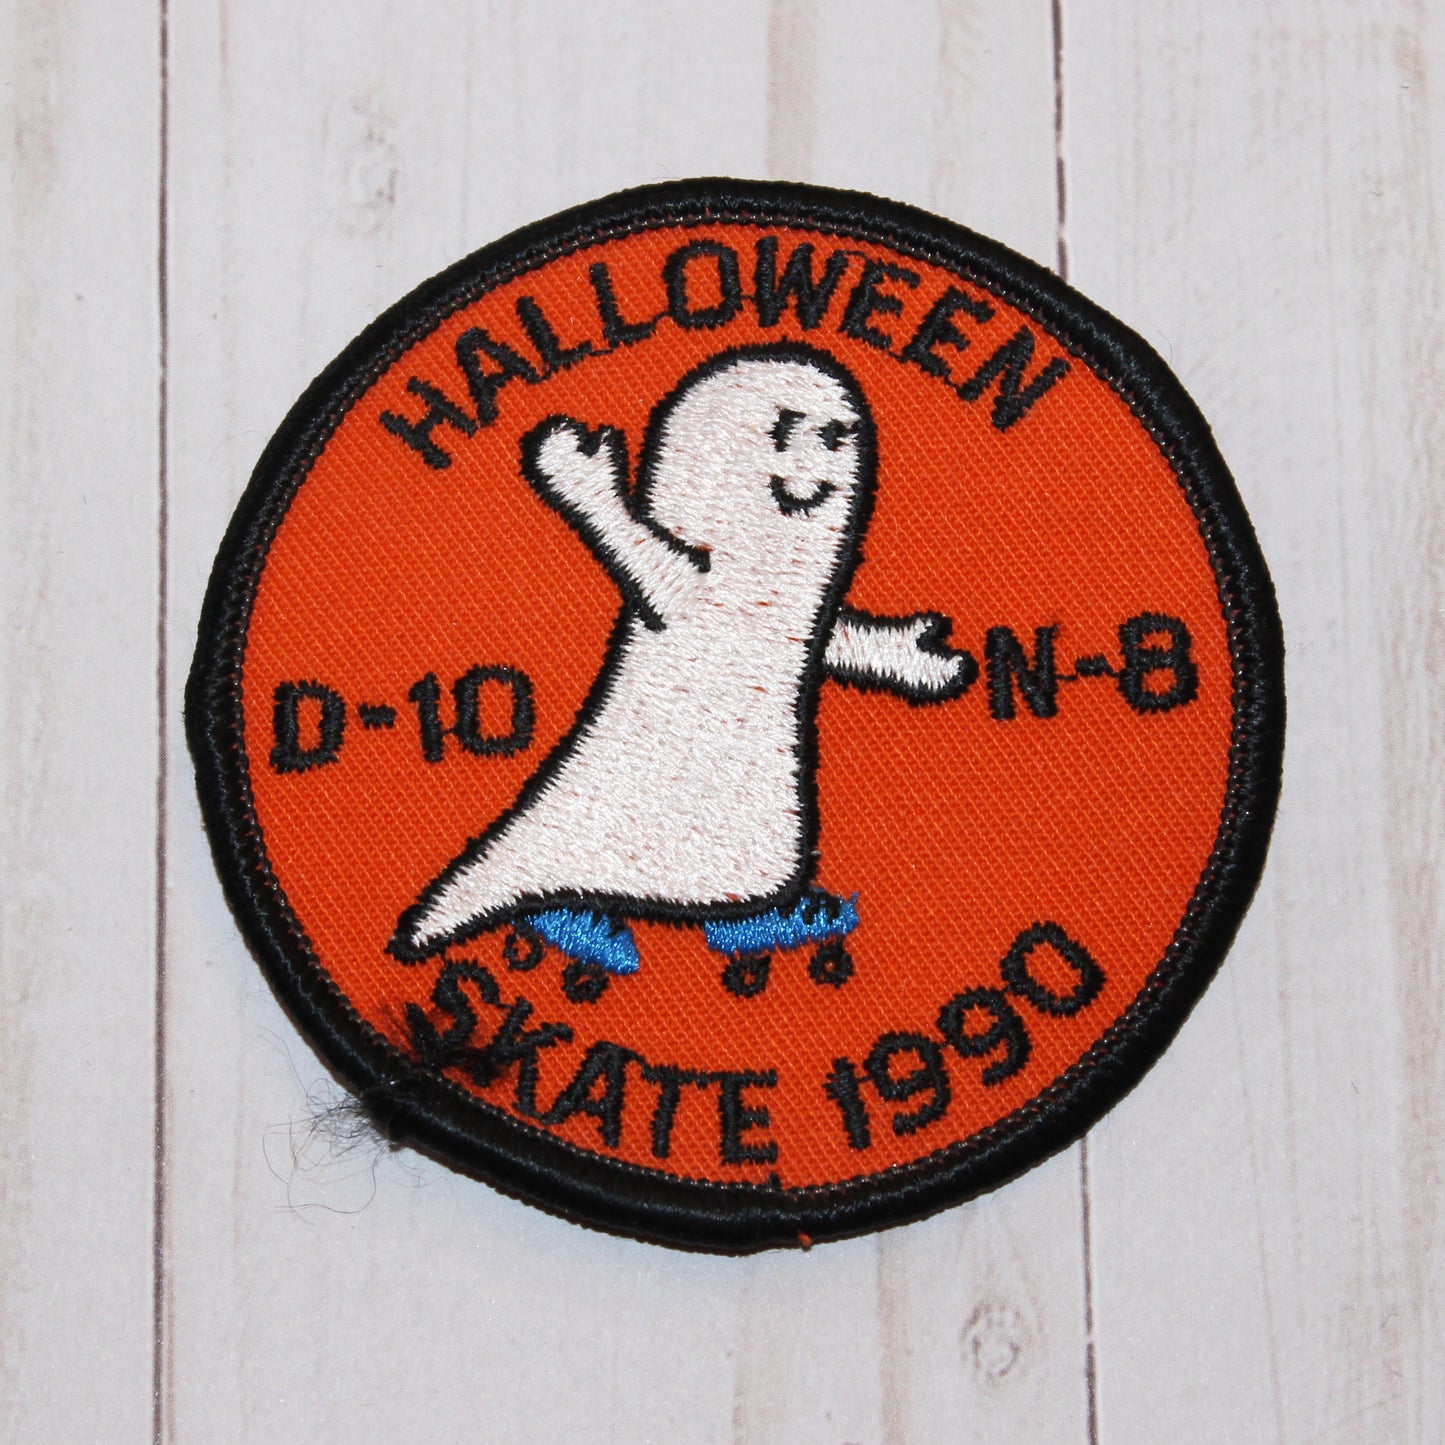 HALLOWEEN
D-10 N-8
SKATE 1990